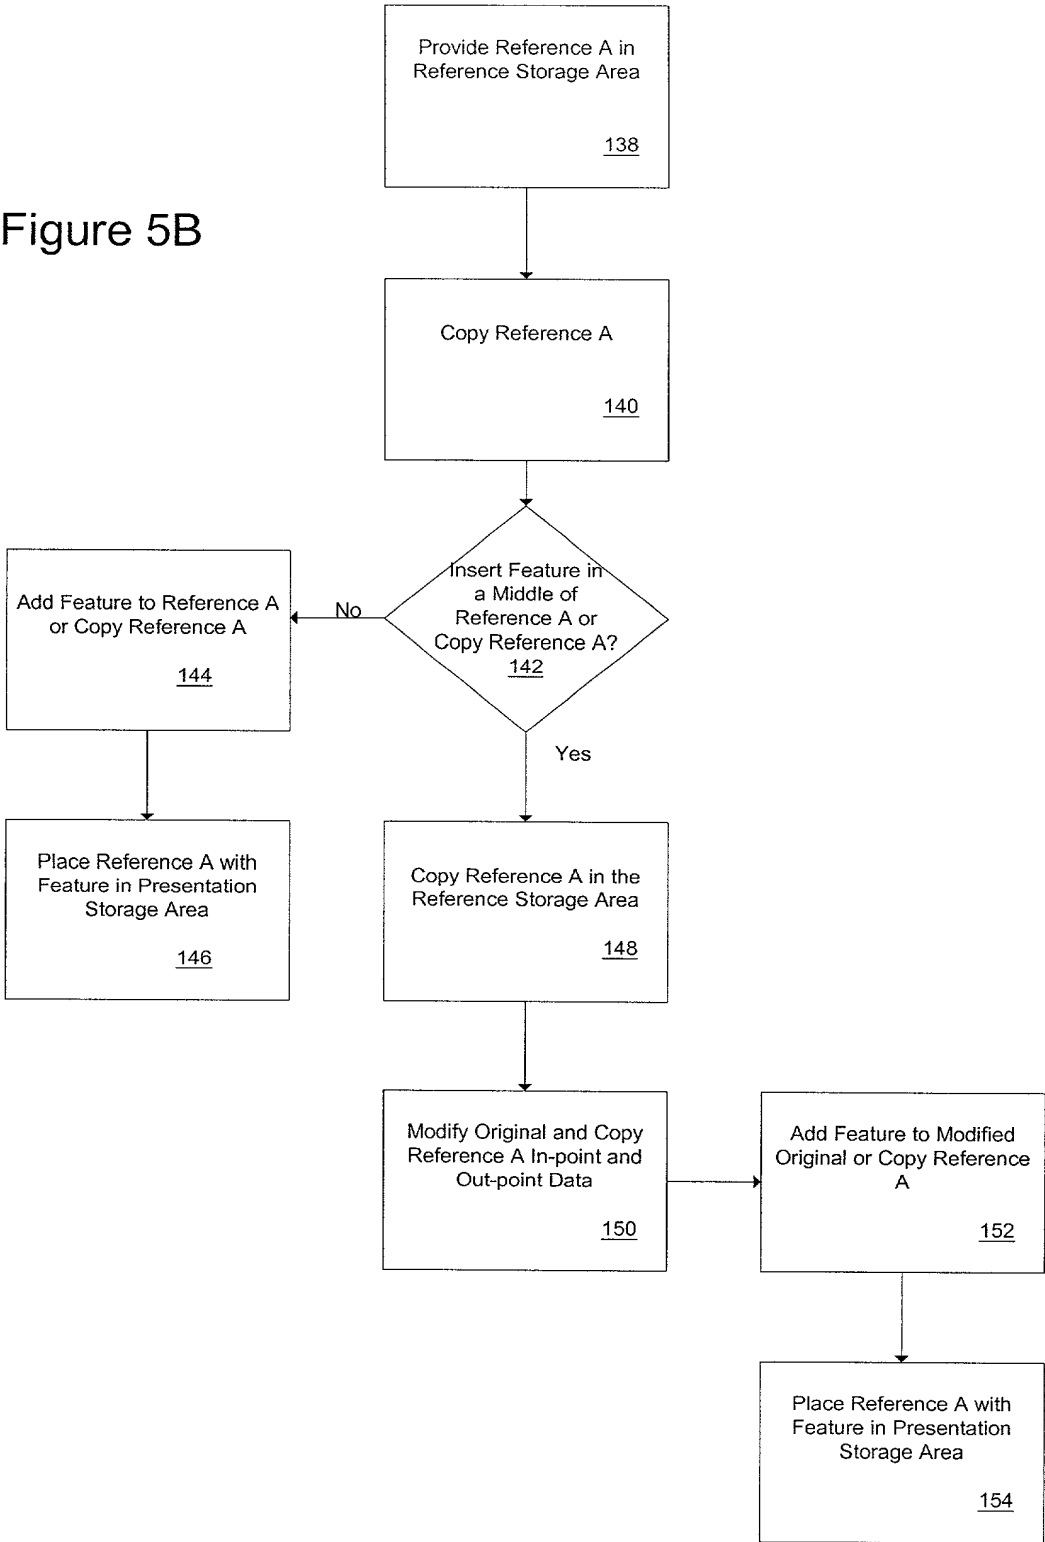 Provide Reference A in
Reference Storage Area
138
Figure 5B
Copy Reference A
140
Insert Feature in
a Middle of
Reference A or
Copy Reference A?
142
No
Add Feature to Reference A
or Copy Reference A
144
Yes
Place Reference A with
Feature in Presentation
Storage Area
146
Copy Reference A in the
Reference Storage Area
148
Modify Original and Copy
Reference A In-point and
Out-point Data
150
Add Feature to Modified
Original or Copy Reference
A
152
Place Reference A with
Feature in Presentation
Storage Area
154